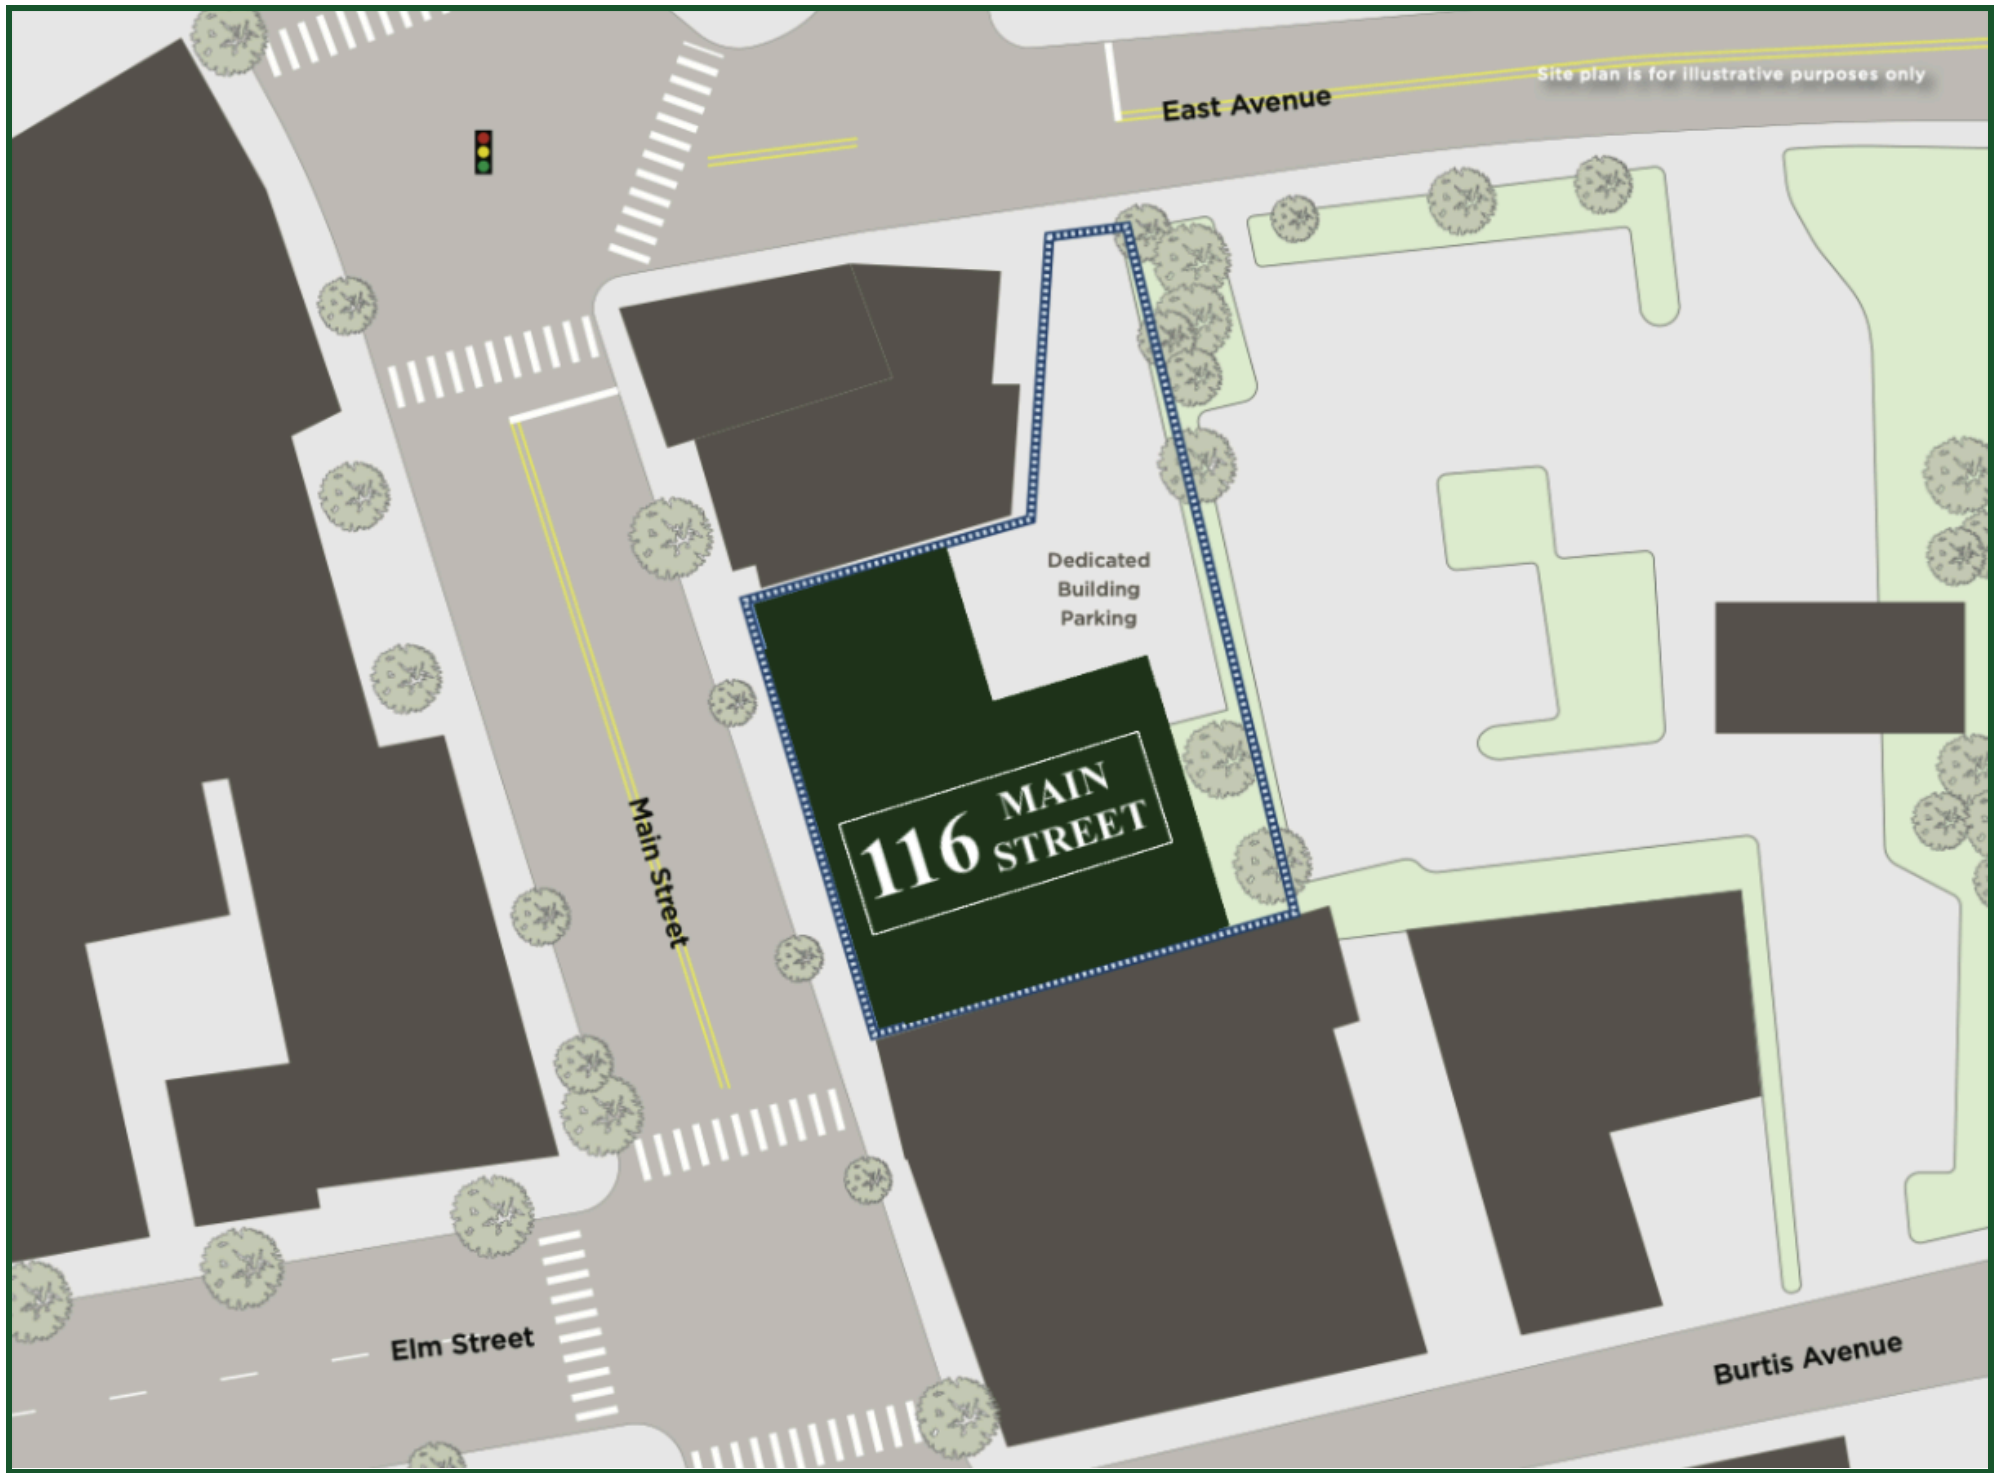 Site plan is for illustrative purposes only
East Avenue
Dedicated
Building
Parking
116 MAIN
STREET
Main Street
Elm Street
Burtis Avenue